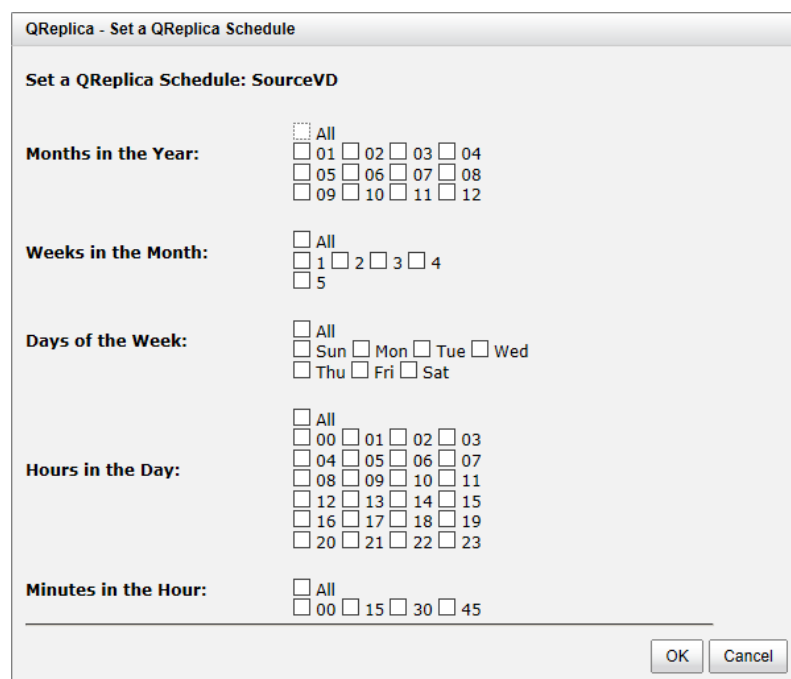 QReplica - Set a QReplica Schedule
Set a QReplica Schedule: SourceVD
Months in the Year:
All
01 02 03 04
05 06 07 08
09 10 11 12
Weeks in the Month:
All
1 2 3 4
5
Days of the Week:
All
Sun Mon Tue Wed
Thu Fri Sat
Hours in the Day:
All
00 01 02 03
04 05 06 07
08 09 10 11
12 13 14 15
16 17 18 19
20 21 22 23
Minutes in the Hour:
All
00 15 30 45
OK Cancel